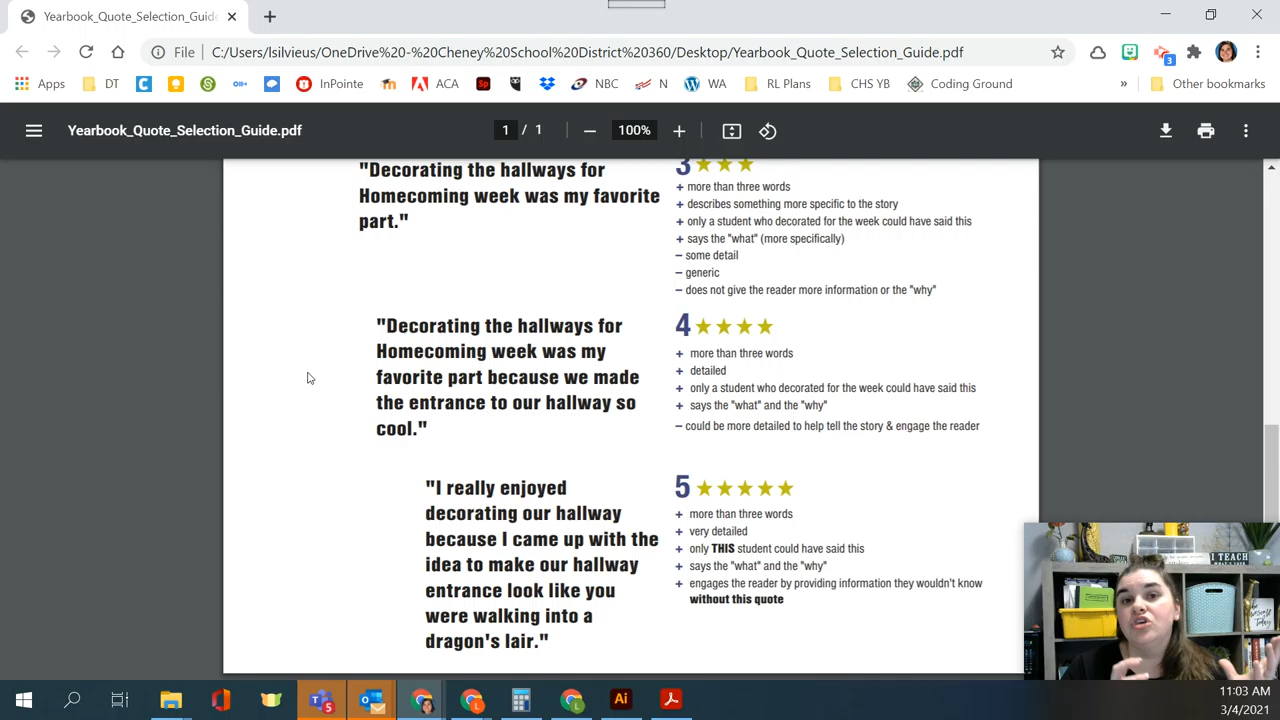 Yearbook_Quote_Selection_Guide
File C:/Users/lsilvieus/OneDrive%20-%20Cheney%20School%20District%20360/Desktop/Yearbook_Quote_Selection_Guide.pdf
3
Apps DT InPointe ACA Sp NBC N WA RL Plans CHS YB Coding Ground » Other bookmarks
Yearbook_Quote_Selection_Guide.pdf 1 / 1 100%
"Decorating the hallways for
Homecoming week was my favorite
part."
3
+ more than three words
+ describes something more specific to the story
+ only a student who decorated for the week could have said this
+ says the "what" (more specifically)
– some detail
– generic
– does not give the reader more information or the "why"
"Decorating the hallways for
Homecoming week was my
favorite part because we made
the entrance to our hallway so
cool."
4
+ more than three words
+ detailed
+ only a student who decorated for the week could have said this
+ says the "what" and the "why"
– could be more detailed to help tell the story & engage the reader
"I really enjoyed
decorating our hallway
because I came up with the
idea to make our hallway
entrance look like you
were walking into a
dragon's lair."
5
+ more than three words
+ very detailed
+ only THIS student could have said this
+ says the "what" and the "why"
+ engages the reader by providing information they wouldn't know
without this quote
I TEACH
Ai
11:03 AM
3/4/2021